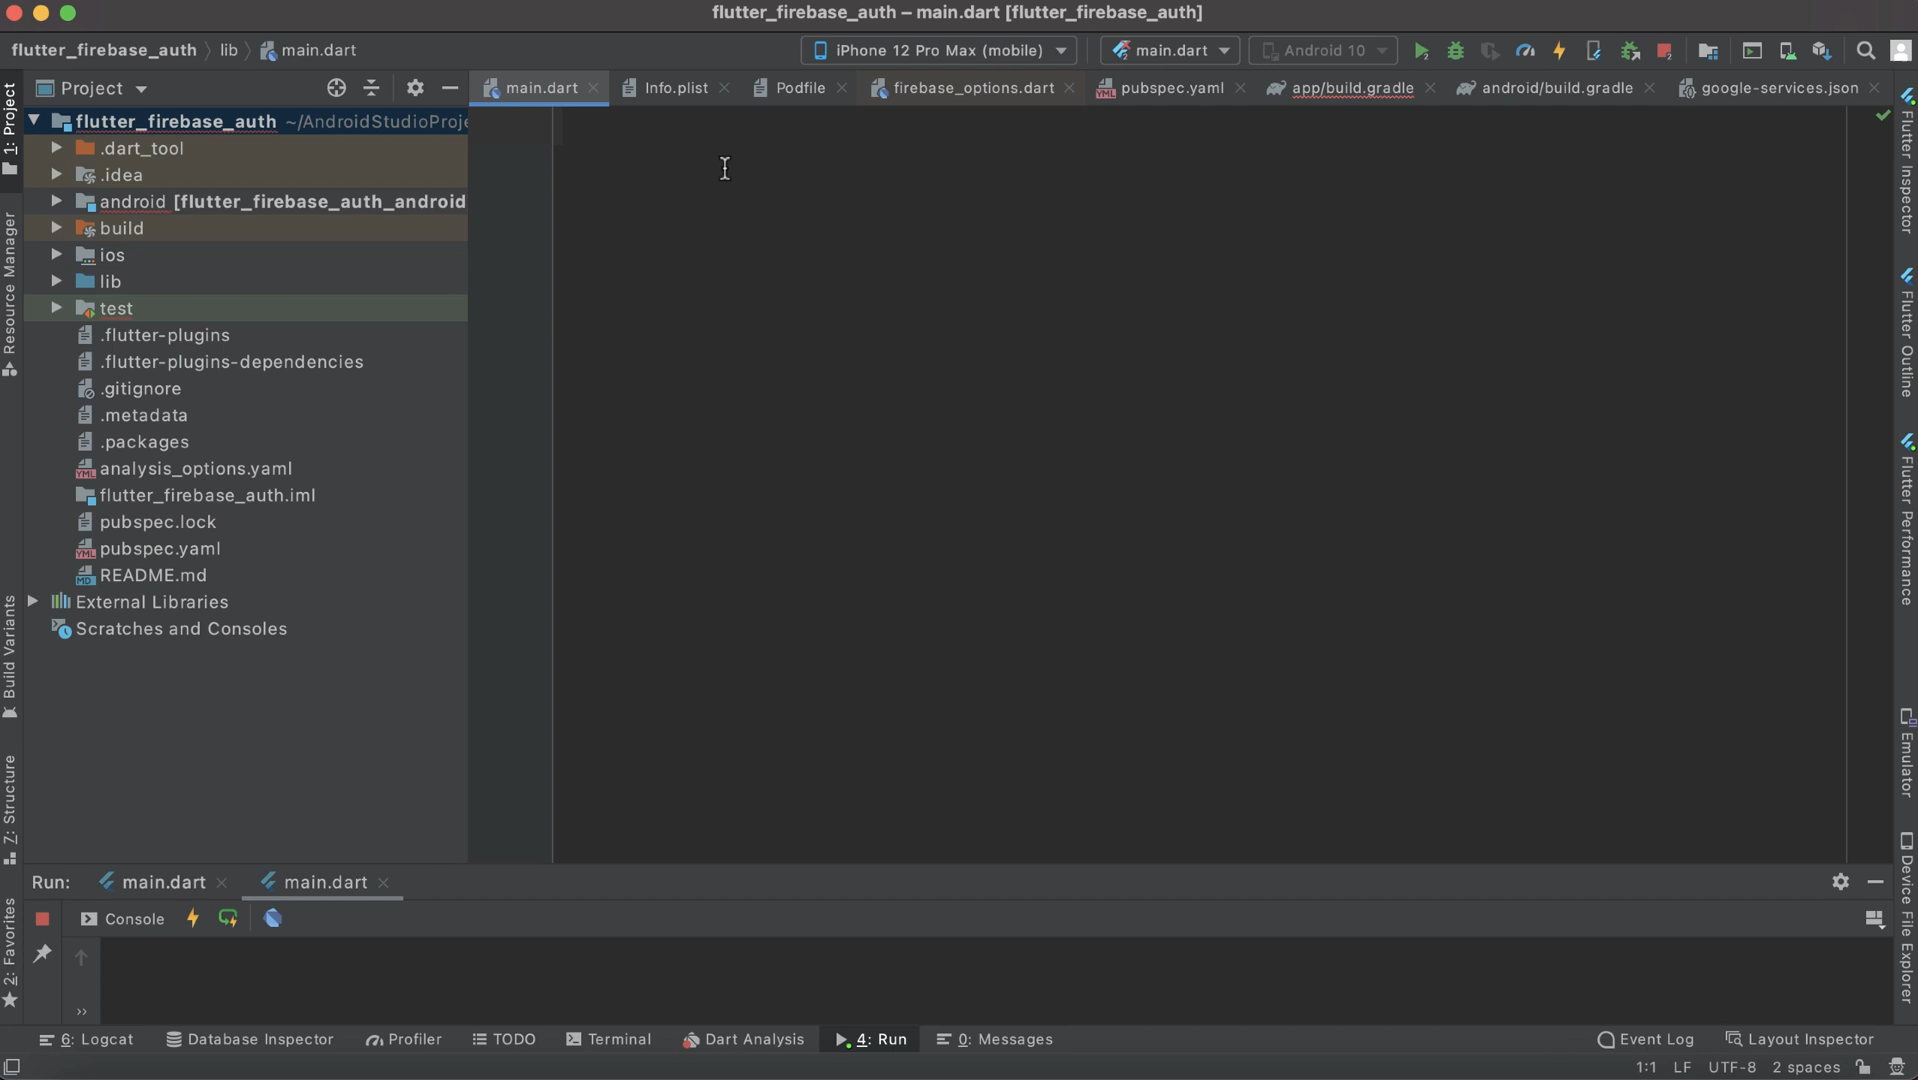 flutter_firebase_auth – main.dart [flutter_firebase_auth]
flutter_firebase_auth lib main.dart
iPhone 12 Pro Max (mobile) main.dart Android 10
1: Project
Resource Manager
Build Variants
7: Structure
2: Favorites
Project
flutter_firebase_auth ~/AndroidStudioProje
.dart_tool
.idea
android [flutter_firebase_auth_android
build
ios
lib
test
.flutter-plugins
.flutter-plugins-dependencies
.gitignore
.metadata
.packages
analysis_options.yaml
flutter_firebase_auth.iml
pubspec.lock
pubspec.yaml
README.md
External Libraries
Scratches and Consoles
main.dart Info.plist Podfile firebase_options.dart pubspec.yaml app/build.gradle android/build.gradle google-services.json
Flutter Inspector
Flutter Outline
Flutter Performance
Emulator
Device File Explorer
Run: main.dart main.dart
Console
6: Logcat Database Inspector Profiler TODO Terminal Dart Analysis 4: Run 0: Messages Event Log Layout Inspector
1:1 LF UTF-8 2 spaces